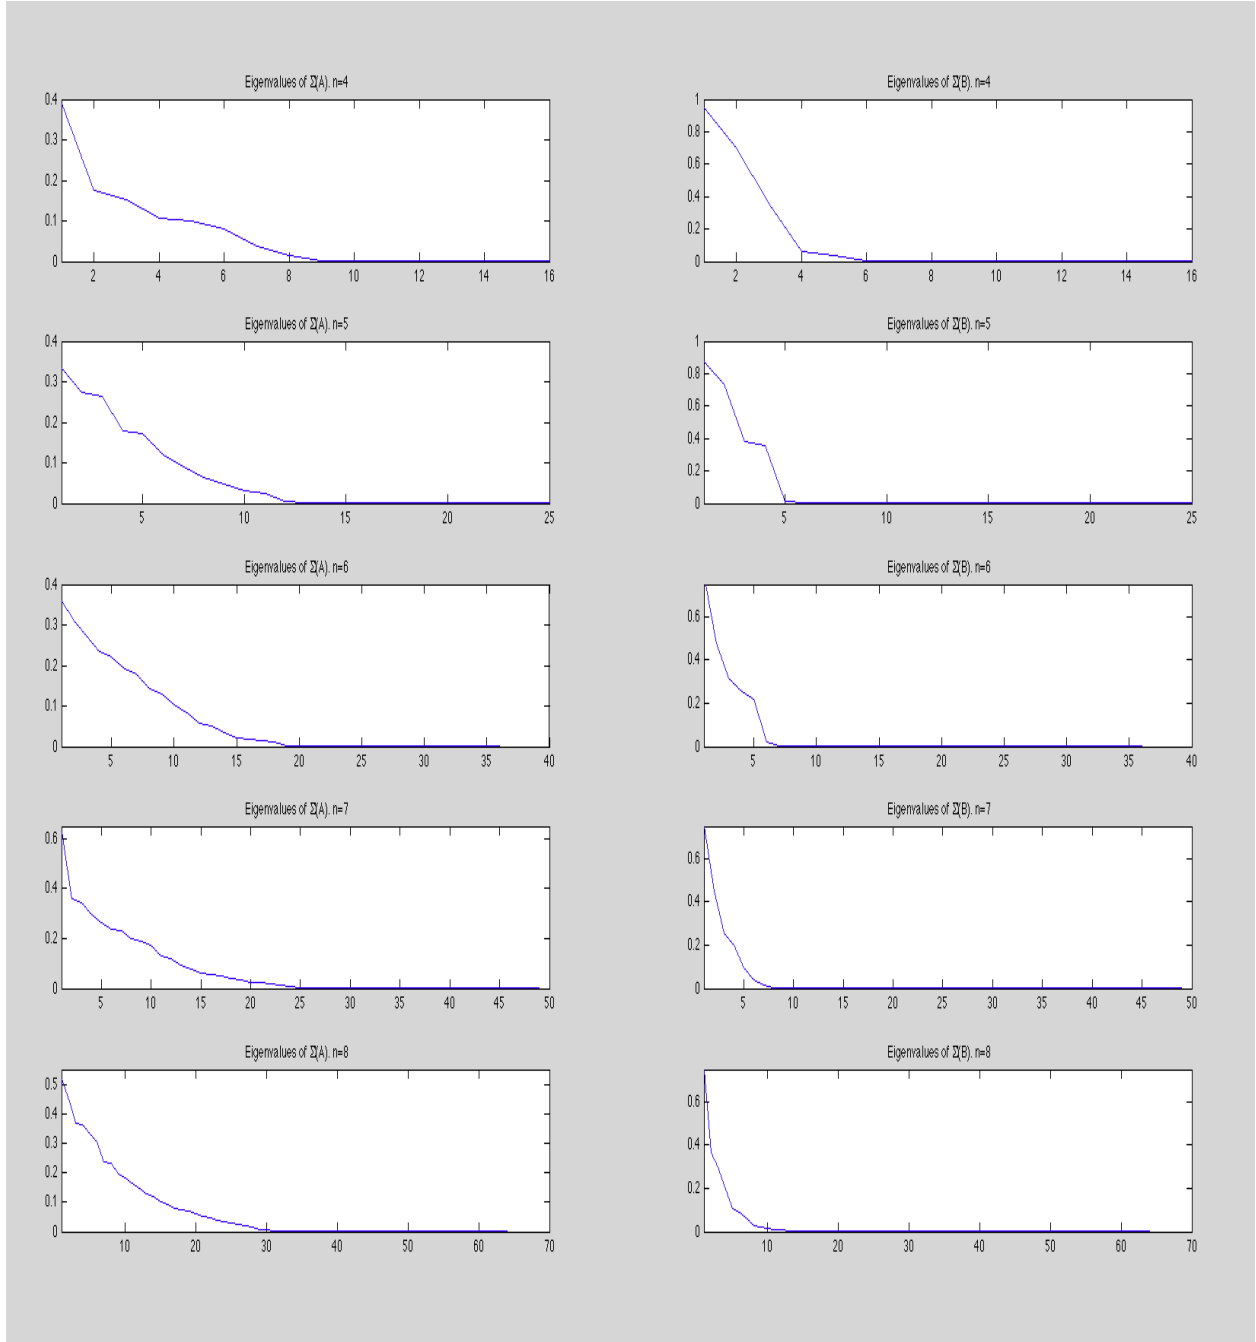 Eigenvalues of Σ(A). n=4
0.4
0.3
0.2
0.1
0
2 4 6 8 10 12 14 16
Eigenvalues of Σ(B). n=4
1
0.8
0.6
0.4
0.2
0
2 4 6 8 10 12 14 16
Eigenvalues of Σ(A). n=5
0.4
0.3
0.2
0.1
0
5 10 15 20 25
Eigenvalues of Σ(B). n=5
1
0.8
0.6
0.4
0.2
0
5 10 15 20 25
Eigenvalues of Σ(A). n=6
0.4
0.3
0.2
0.1
0
5 10 15 20 25 30 35 40
Eigenvalues of Σ(B). n=6
0.6
0.4
0.2
0
5 10 15 20 25 30 35 40
Eigenvalues of Σ(A). n=7
0.6
0.4
0.2
0
5 10 15 20 25 30 35 40 45 50
Eigenvalues of Σ(B). n=7
0.6
0.4
0.2
0
5 10 15 20 25 30 35 40 45 50
Eigenvalues of Σ(A). n=8
0.5
0.4
0.3
0.2
0.1
0
10 20 30 40 50 60 70
Eigenvalues of Σ(B). n=8
0.6
0.4
0.2
0
10 20 30 40 50 60 70